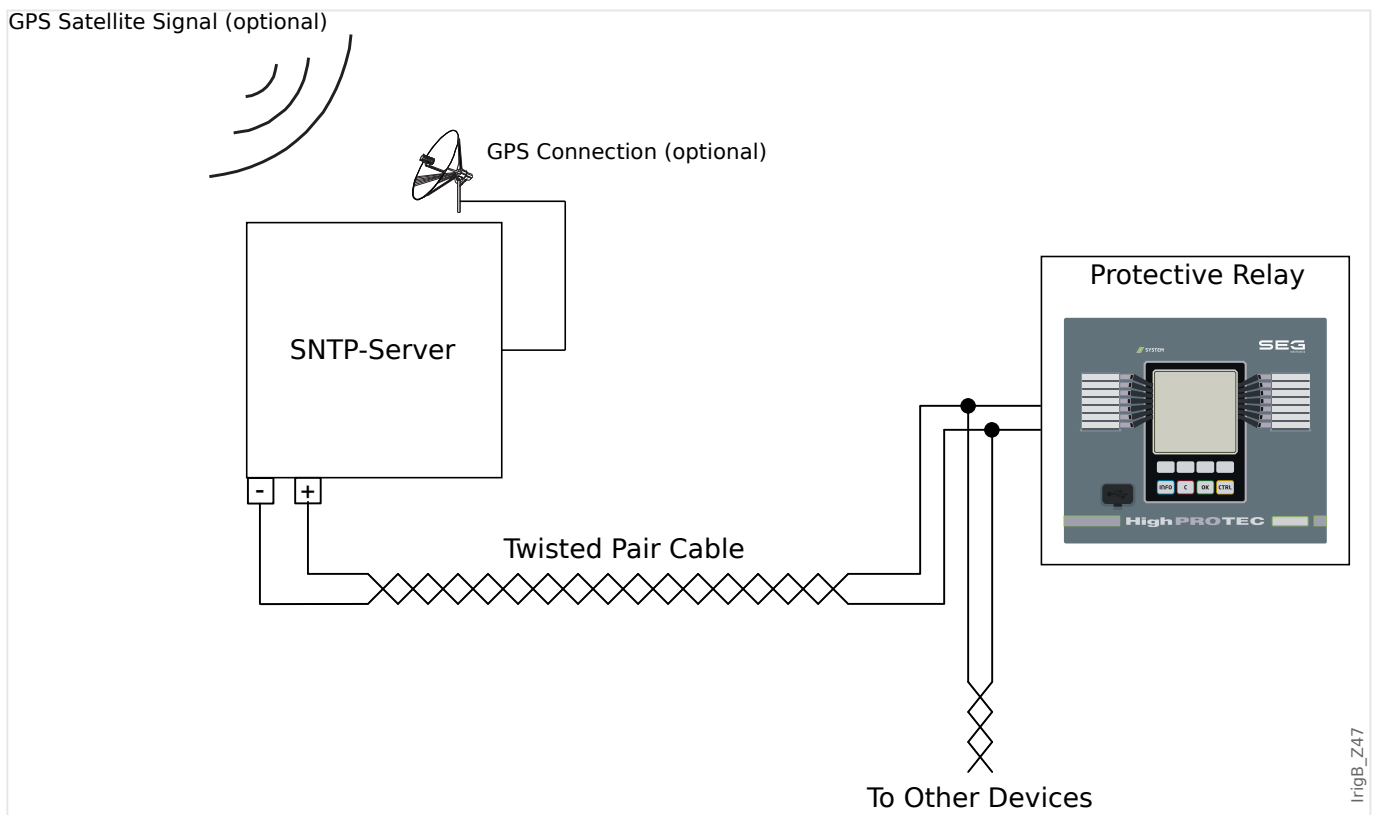 GPS Satellite Signal (optional)
GPS Connection (optional)
SNTP-Server
- +
Twisted Pair Cable
Protective Relay
SYSTEM
SEG
INFO C OK CTRL
HighPROTEC
To Other Devices
IrigB_Z47